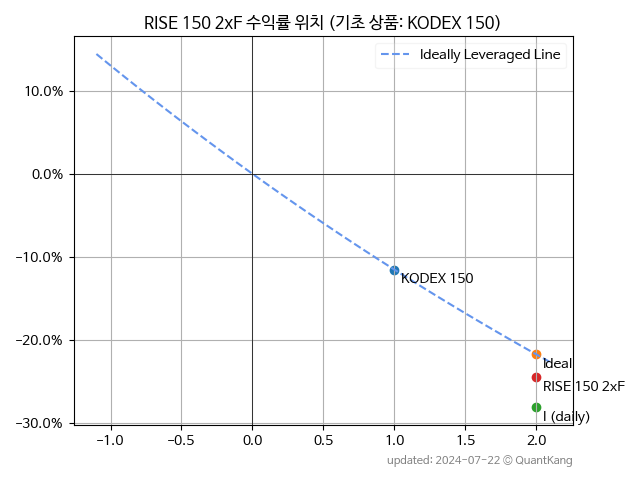 RISE 150 2xF 수익률 위치 (기초 상품: KODEX 150)
Ideally Leveraged Line
10.0%
0.0%
−10.0%
−20.0%
−30.0%
KODEX 150
Ideal
RISE 150 2xF
I (daily)
−1.0
−0.5
0.0
0.5
1.0
1.5
2.0
updated: 2024-07-22 © QuantKang